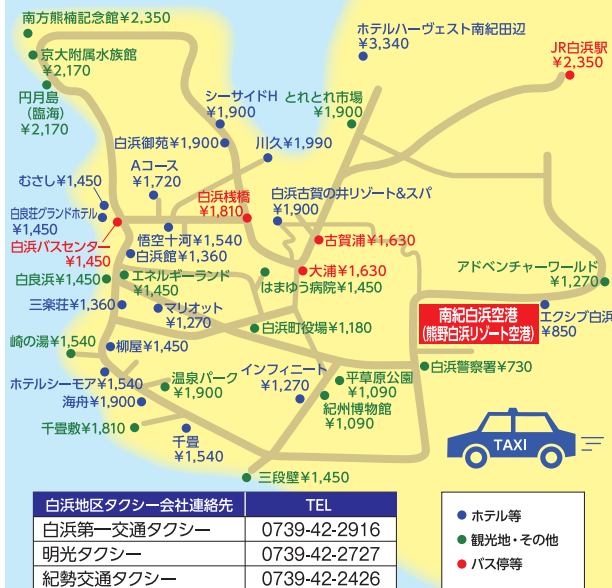 南方熊楠記念館¥2,350
京大附属水族館
¥2,170
円月島
（臨海）
¥2,170
ホテルハーヴェスト南紀田辺
¥3,340
JR白浜駅
¥2,350
シーサイドH
¥1,900
とれとれ市場
¥1,900
白浜御苑¥1,900
川久¥1,990
Aコース
¥1,720
むさし¥1,450
白良荘グランドホテル
¥1,450
白浜バスセンター
¥1,450
白浜桟橋
¥1,810
白浜古賀の井リゾート&スパ
¥1,900
悟空十河¥1,540
白浜館¥1,360
古賀浦¥1,630
大浦¥1,630
白良浜¥1,450
エネルギーランド
¥1,450
はまゆう病院¥1,450
アドベンチャーワールド
¥1,270
三楽荘¥1,360
マリオット
¥1,270
白浜町役場¥1,180
南紀白浜空港
(熊野白浜リゾート空港)
エクシブ白浜
¥850
崎の湯¥1,540
柳屋¥1,450
白浜警察署¥730
ホテルシーモア¥1,540
温泉パーク
¥1,900
インフィニート
¥1,270
平草原公園
¥1,090
紀州博物館
¥1,090
海舟¥1,900
千畳敷¥1,810
千畳
¥1,540
三段壁¥1,450
TAXI
白浜地区タクシー会社連絡先 TEL
白浜第一交通タクシー 0739-42-2916
明光タクシー 0739-42-2727
紀勢交通タクシー 0739-42-2426
ホテル等
観光地・その他
バス停等